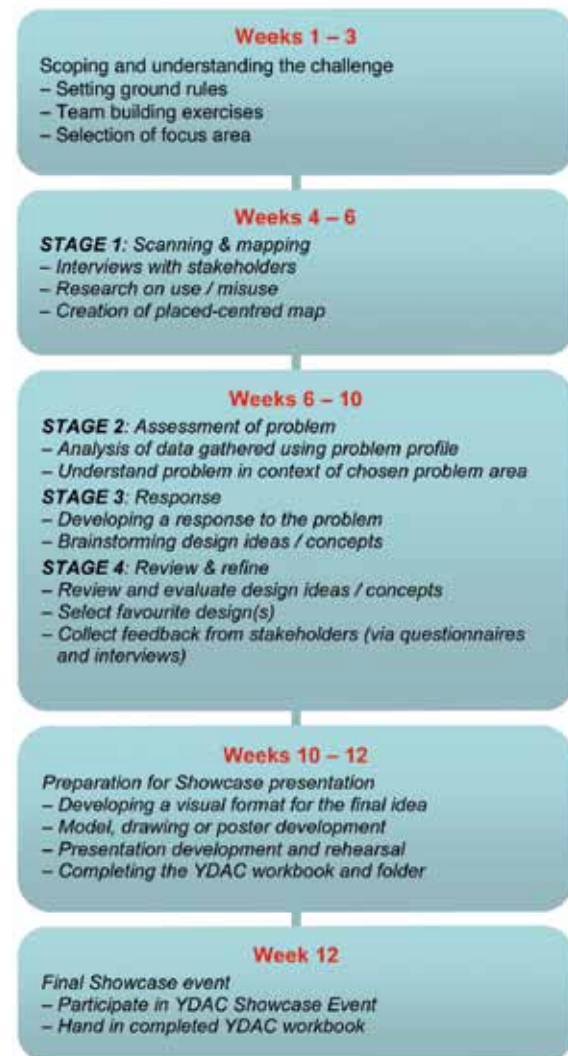 Weeks 1 – 3
Scoping and understanding the challenge
– Setting ground rules
– Team building exercises
– Selection of focus area
Weeks 4 – 6
STAGE 1: Scanning & mapping
– Interviews with stakeholders
– Research on use / misuse
– Creation of placed-centred map
Weeks 6 – 10
STAGE 2: Assessment of problem
– Analysis of data gathered using problem profile
– Understand problem in context of chosen problem area
STAGE 3: Response
– Developing a response to the problem
– Brainstorming design ideas / concepts
STAGE 4: Review & refine
– Review and evaluate design ideas / concepts
– Select favourite design(s)
– Collect feedback from stakeholders (via questionnaires
and interviews)
Weeks 10 – 12
Preparation for Showcase presentation
– Developing a visual format for the final idea
– Model, drawing or poster development
– Presentation development and rehearsal
– Completing the YDAC workbook and folder
Week 12
Final Showcase event
– Participate in YDAC Showcase Event
– Hand in completed YDAC workbook